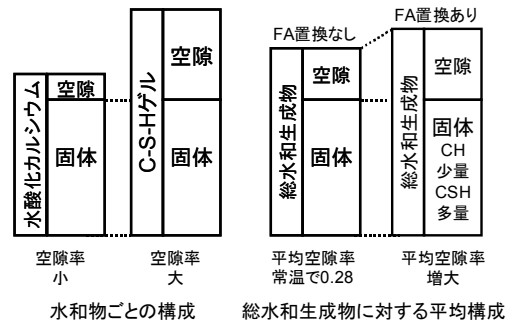 水酸化カルシウム
空隙
固体
C-S-Hゲル
空隙
固体
空隙率
小
空隙率
大
水和物ごとの構成
FA置換なし
総水和生成物
空隙
固体
FA置換あり
総水和生成物
空隙
固体
CH
少量
CSH
多量
平均空隙率
常温で0.28
平均空隙率
増大
総水和生成物に対する平均構成